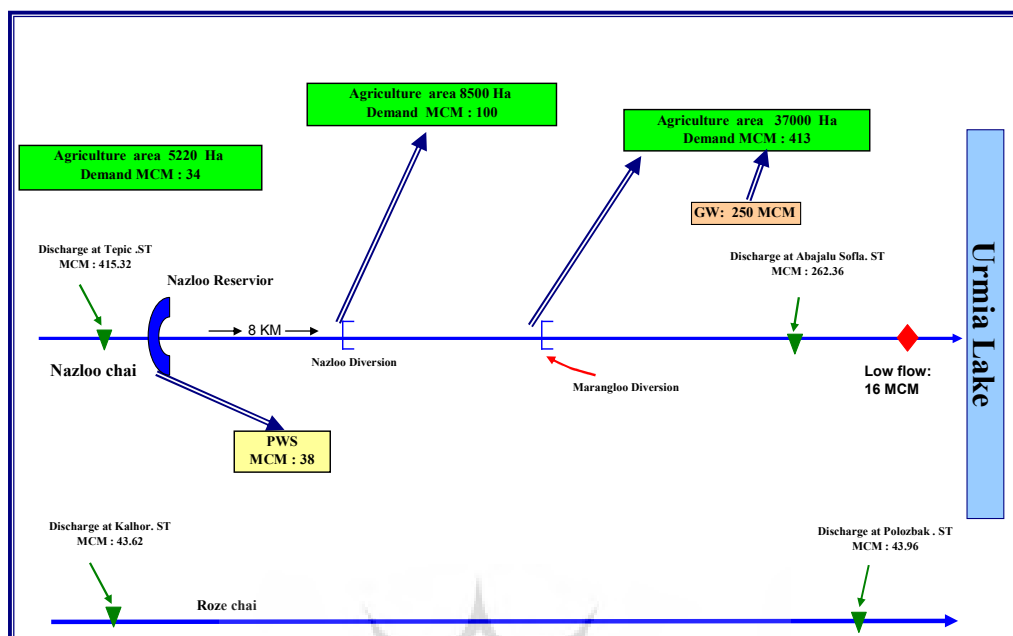 Agriculture area 8500 Ha
Demand MCM : 100
Agriculture area 37000 Ha
Demand MCM : 413
Agriculture area 5220 Ha
Demand MCM : 34
GW: 250 MCM
Discharge at Tepic .ST
MCM : 415.32
Nazloo Reservior
Discharge at Abajalu Sofla. ST
MCM : 262.36
Urmia Lake
8 KM
Nazloo chai
Nazloo Diversion
Marangloo Diversion
Low flow:
16 MCM
PWS
MCM : 38
Discharge at Kalhor. ST
MCM : 43.62
Discharge at Polozbak . ST
MCM : 43.96
Roze chai